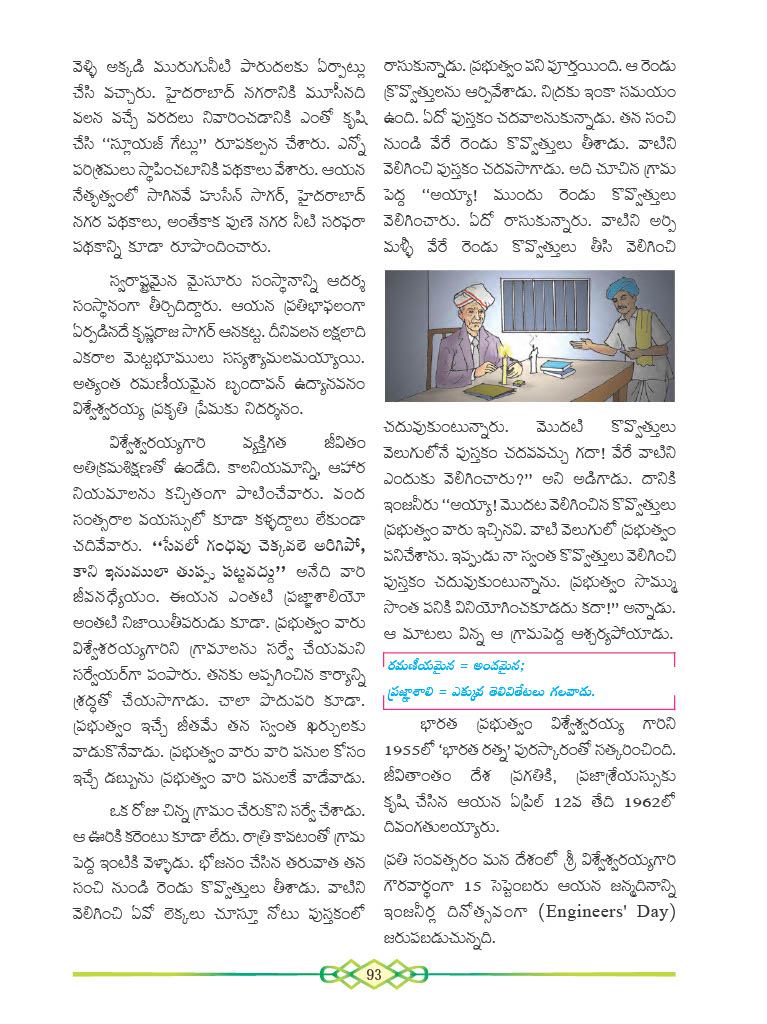 వెళ్ళి అక్కడి మురుగునీటి పారుదలకు ఏర్పాట్లు
చేసి వచ్చారు. హైదరాబాద్ నగరానికి మూసీనది
వలన వచ్చే వరదలు నివారించడానికి ఎంతో కృషి
చేసి “స్లూయిజ్ గేట్లు” రూపకల్పన చేశారు. ఎన్నో
పరిశ్రమలు స్థాపించటానికి పథకాలు వేశారు. ఆయన
నేతృత్వంలో సాగినవే హుసేన్ సాగర్, హైదరాబాద్
నగర పథకాలు, అంతేకాక పుణె నగర నీటి సరఫరా
పథకాన్ని కూడా రూపొందించారు.
స్వరాష్ట్రమైన మైసూరు సంస్థానాన్ని ఆదర్శ
సంస్థానంగా తీర్చిదిద్దారు. ఆయన ప్రతిభాఫలంగా
ఏర్పడినదే కృష్ణరాజ సాగర్ ఆనకట్ట. దీనివలన లక్షలాది
ఎకరాల మెట్టభూములు సస్యశ్యామలమయ్యాయి.
అత్యంత రమణీయమైన బృందావన్ ఉద్యానవనం
విశ్వేశ్వరయ్య ప్రకృతి ప్రేమకు నిదర్శనం.
విశ్వేశ్వరయ్యగారి వ్యక్తిగత జీవితం
అతిక్రమశిక్షణతో ఉండేది. కాలనియమాన్ని, ఆహార
నియమాలను కచ్చితంగా పాటించేవారు. వంద
సంత్సరాల వయస్సులో కూడా కళ్ళద్దాలు లేకుండా
చదివేవారు. “సేవలో గంధపు చెక్కవలె అరిగిపో,
కాని ఇనుములా తుప్పు పట్టవద్దు” అనేది వారి
జీవనధ్యేయం. ఈయన ఎంతటి ప్రజ్ఞాశాలియో
అంతటి నిజాయితీపరుడు కూడా. ప్రభుత్వం వారు
విశ్వేశరయ్యగారిని గ్రామాలను సర్వే చేయమని
సర్వేయర్‌గా పంపారు. తనకు అప్పగించిన కార్యాన్ని
శ్రద్ధతో చేయసాగాడు. చాలా పొదుపరి కూడా.
ప్రభుత్వం ఇచ్చే జీతమే తన స్వంత ఖర్చులకు
వాడుకొనేవాడు. ప్రభుత్వం వారు వారి పనుల కోసం
ఇచ్చే డబ్బును ప్రభుత్వం వారి పనులకే వాడేవాడు.
ఒక రోజు చిన్న గ్రామం చేరుకొని సర్వే చేశాడు.
ఆ ఊరికి కరెంటు కూడా లేదు. రాత్రి కావటంతో గ్రామ
పెద్ద ఇంటికి వెళ్ళాడు. భోజనం చేసిన తరువాత తన
సంచి నుండి రెండు కొవ్వొత్తులు తీశాడు. వాటిని
వెలిగించి ఏవో లెక్కలు చూస్తూ నోటు పుస్తకంలో
రాసుకున్నాడు. ప్రభుత్వం పని పూర్తయింది. ఆ రెండు
క్రొవ్వొత్తులను ఆర్పివేశాడు. నిద్రకు ఇంకా సమయం
ఉంది. ఏదో పుస్తకం చదవాలనుకున్నాడు. తన సంచి
నుండి వేరే రెండు కొవ్వొత్తులు తీశాడు. వాటిని
వెలిగించి పుస్తకం చదవసాగాడు. అది చూచిన గ్రామ
పెద్ద “అయ్యా! ముందు రెండు కొవ్వొత్తులు
వెలిగించారు. ఏదో రాసుకున్నారు. వాటిని అర్పి
మళ్ళీ వేరే రెండు కొవ్వొత్తులు తీసి వెలిగించి
చదువుకుంటున్నారు. మొదటి కొవ్వొత్తులు
వెలుగులోనే పుస్తకం చదవవచ్చు గదా! వేరే వాటిని
ఎందుకు వెలిగించారు?” అని అడిగాడు. దానికి
ఇంజనీరు “అయ్యా! మొదట వెలిగించిన కొవ్వొత్తులు
ప్రభుత్వం వారు ఇచ్చినవి. వాటి వెలుగులో ప్రభుత్వం
పనిచేశాను. ఇప్పుడు నా స్వంత కొవ్వొత్తులు వెలిగించి
పుస్తకం చదువుకుంటున్నాను. ప్రభుత్వం సొమ్ము
సొంత పనికి వినియోగించకూడదు కదా!” అన్నాడు.
ఆ మాటలు విన్న ఆ గ్రామపెద్ద ఆశ్చర్యపోయాడు.
రమణీయమైన = అందమైన;
ప్రజ్ఞాశాలి = ఎక్కువ తెలివితేటలు గలవాడు.
భారత ప్రభుత్వం విశ్వేశ్వరయ్య గారిని
1955లో ‘భారత రత్న’ పురస్కారంతో సత్కరించింది.
జీవితాంతం దేశ ప్రగతికి, ప్రజాశ్రేయస్సుకు
కృషి చేసిన ఆయన ఏప్రిల్ 12వ తేది 1962లో
దివంగతులయ్యారు.
ప్రతి సంవత్సరం మన దేశంలో శ్రీ విశ్వేశ్వరయ్యగారి
గౌరవార్థంగా 15 సెప్టెంబరు ఆయన జన్మదినాన్ని
ఇంజనీర్ల దినోత్సవంగా (Engineers' Day)
జరుపబడుచున్నది.
93